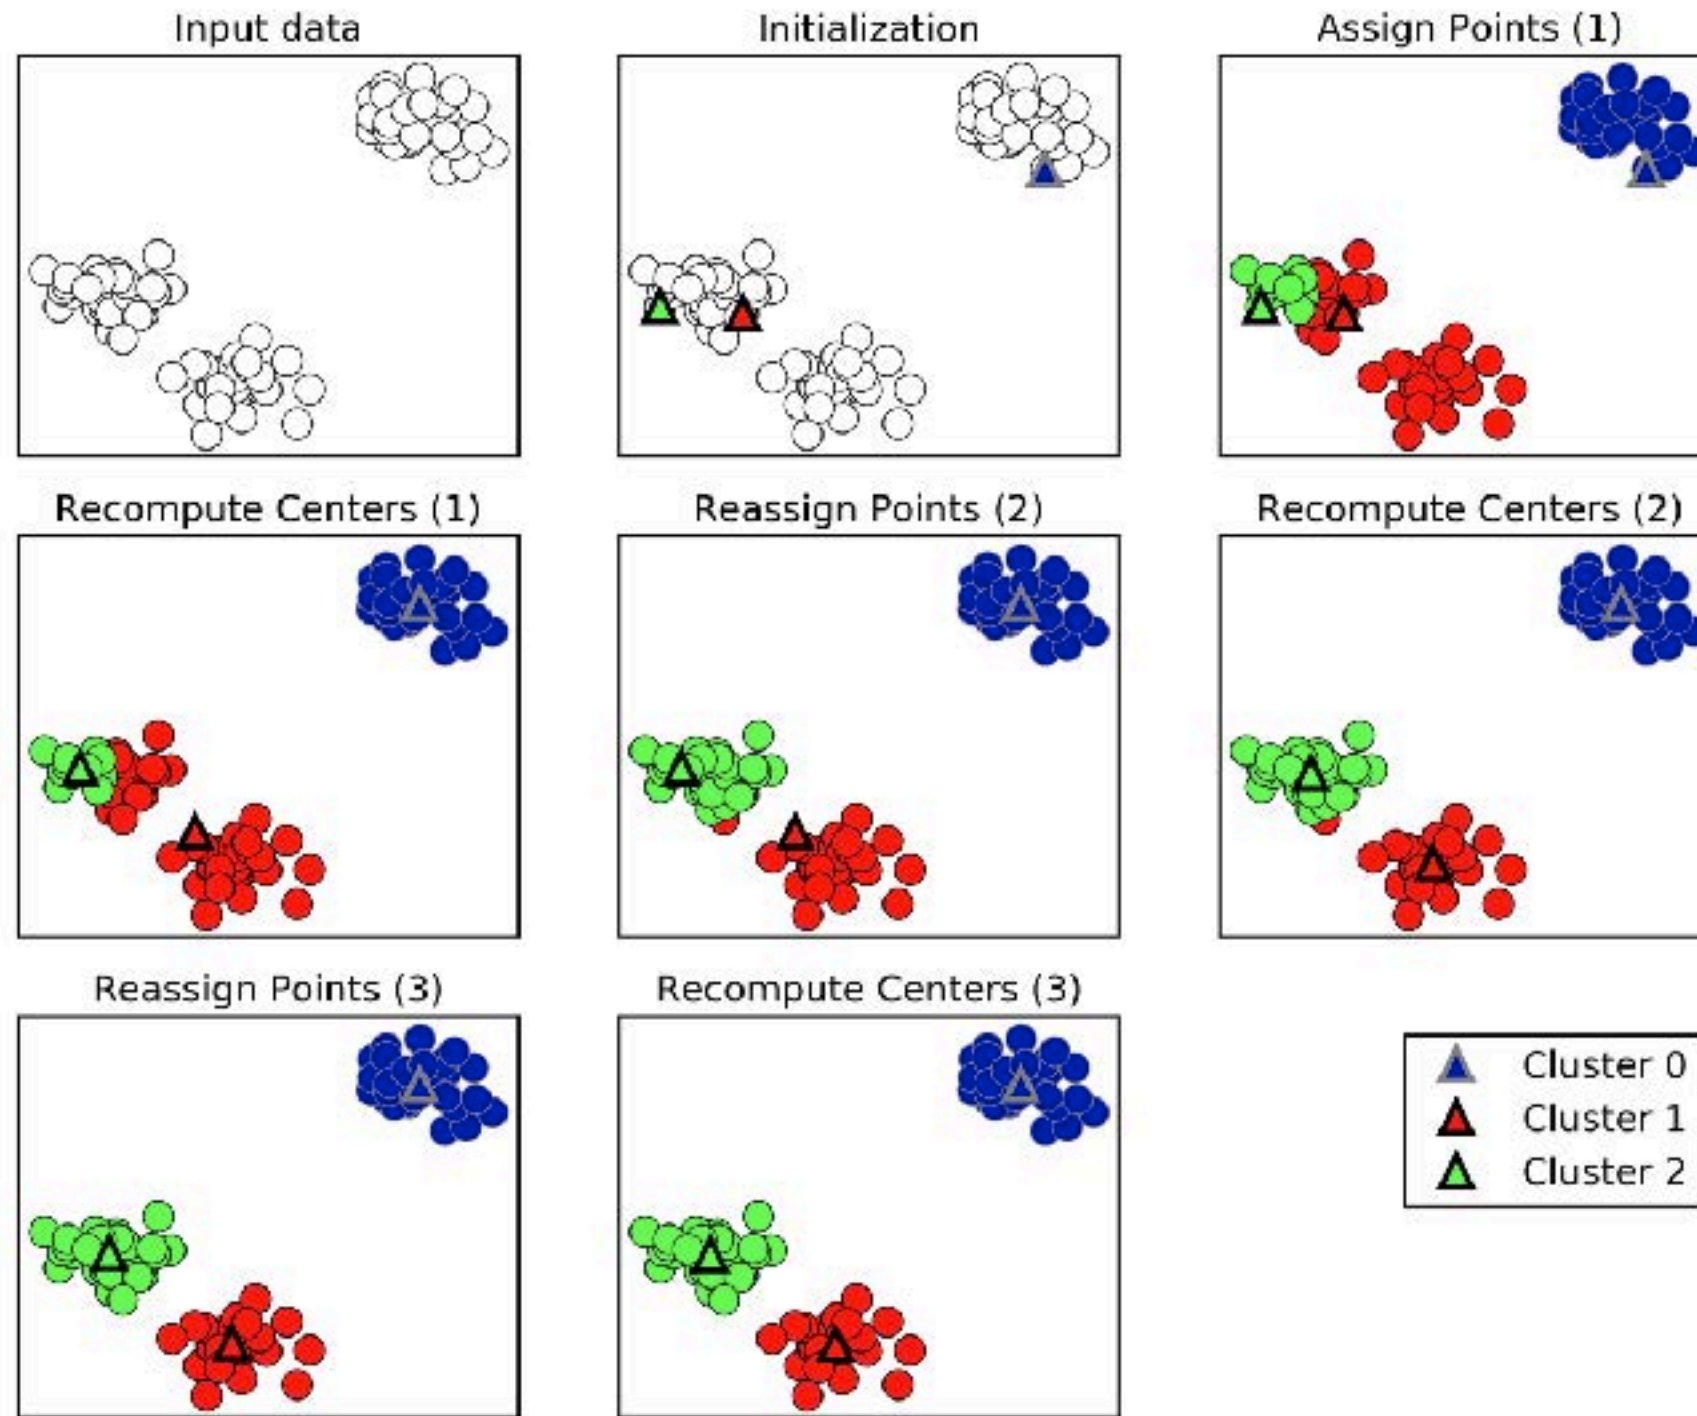 Input data
Initialization
Assign Points (1)
Recompute Centers (1)
Reassign Points (2)
Recompute Centers (2)
Reassign Points (3)
Recompute Centers (3)
Cluster 0
Cluster 1
Cluster 2